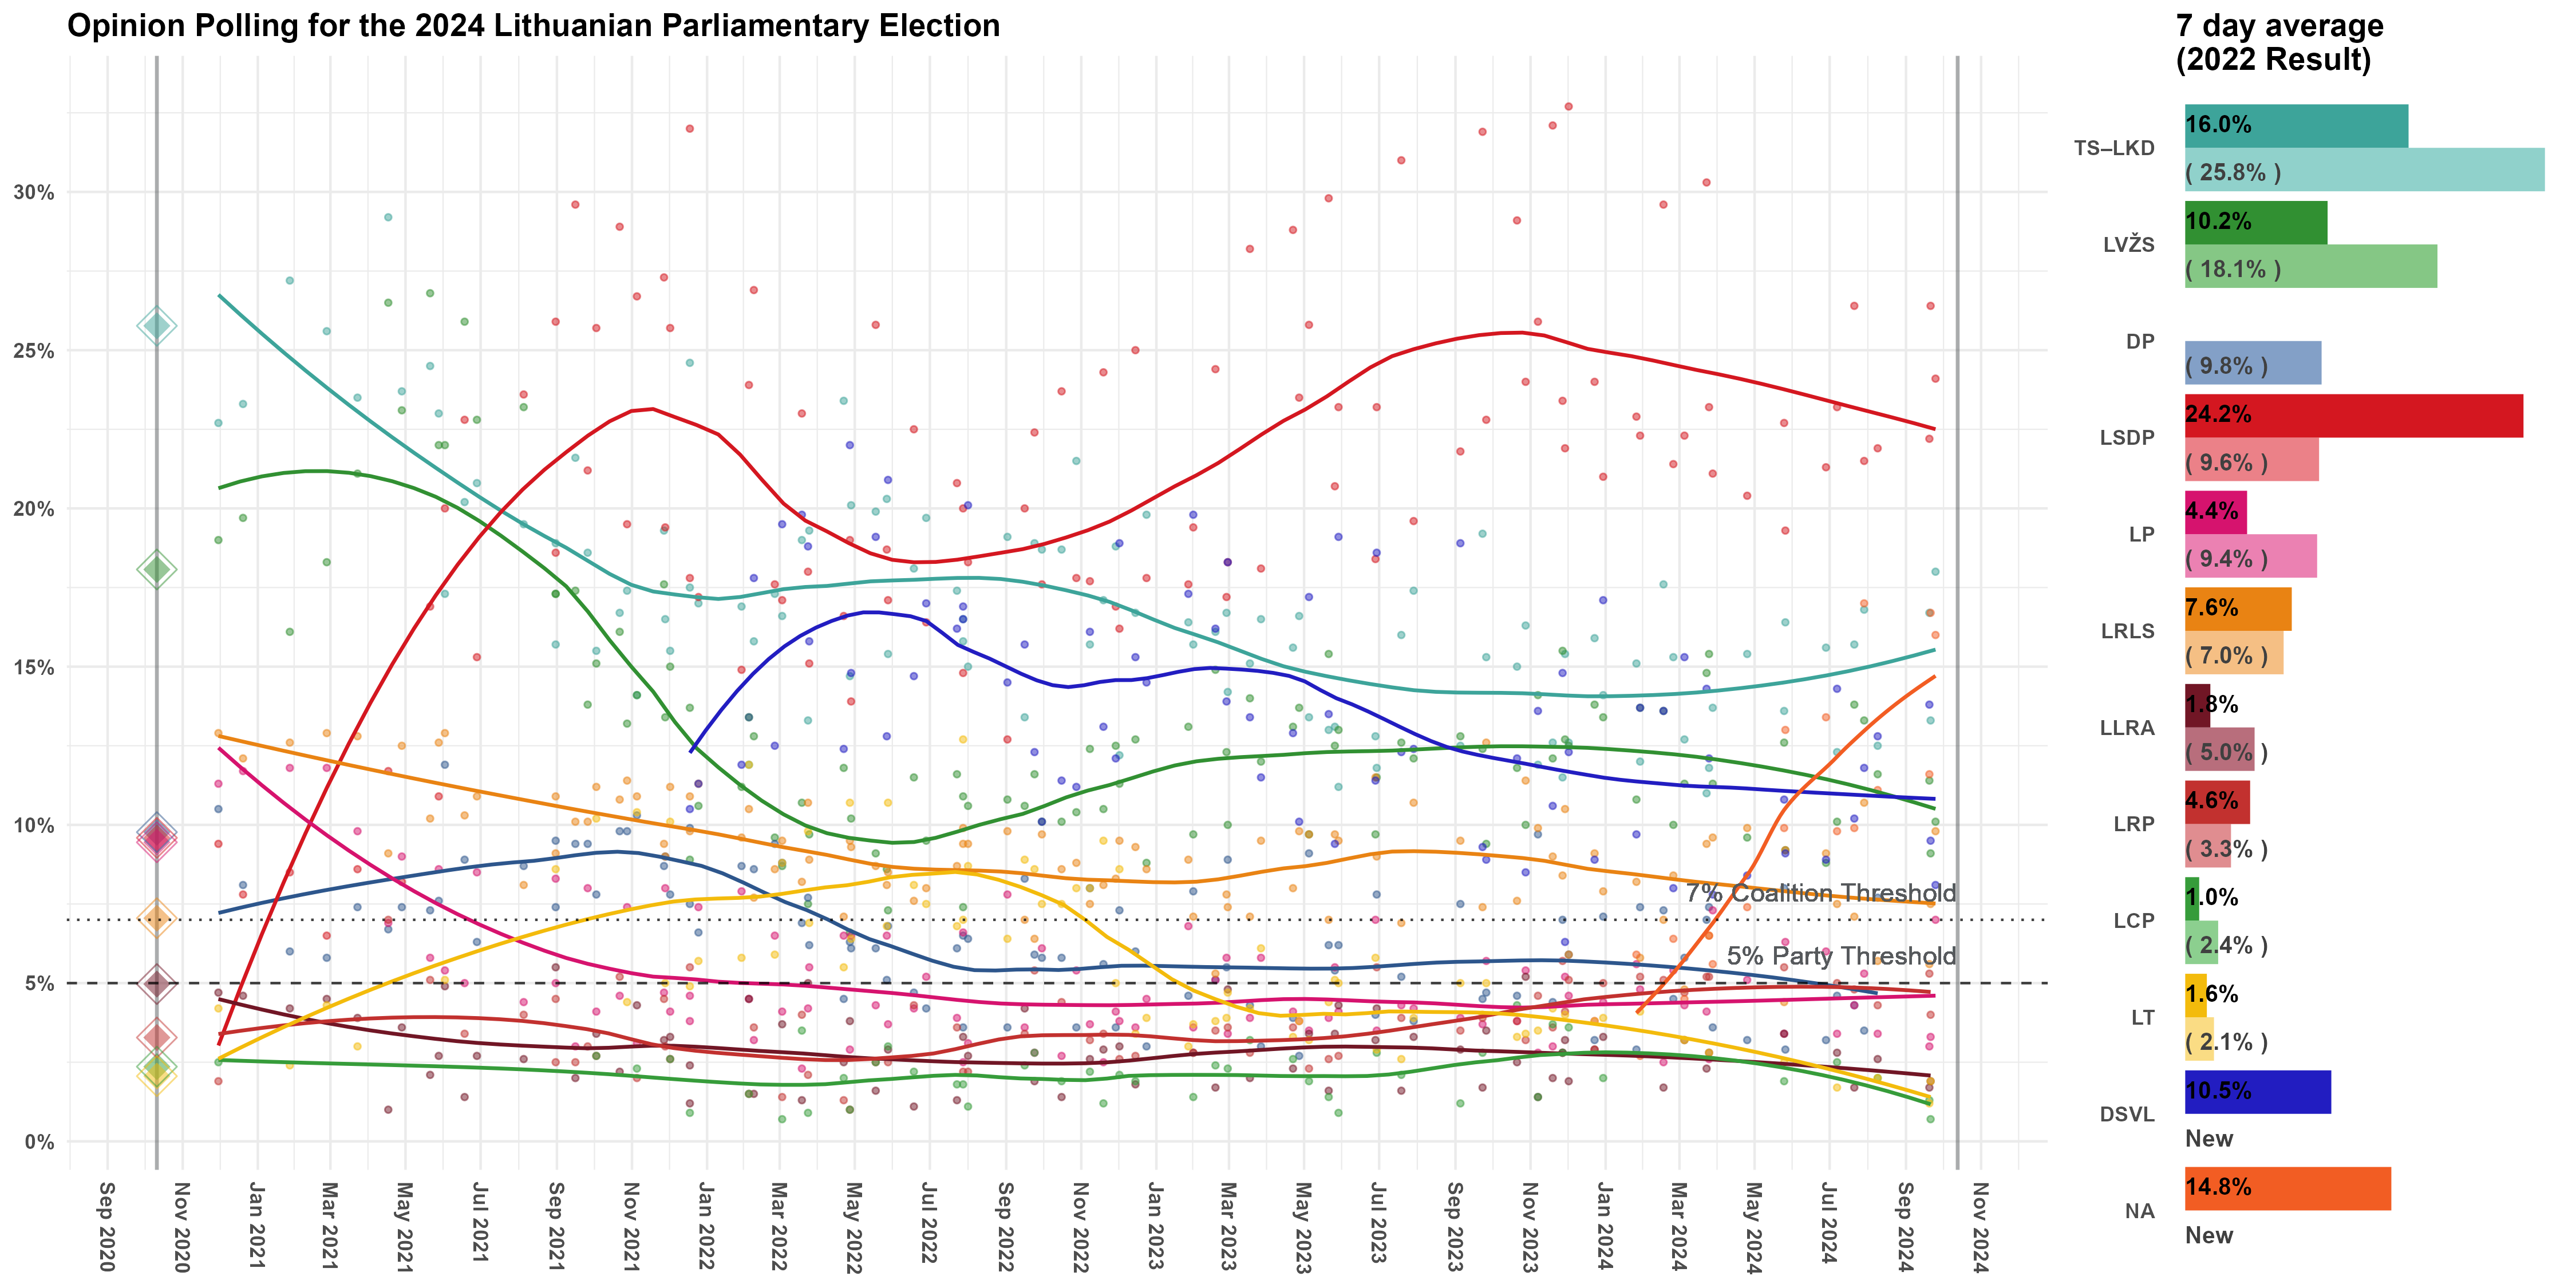 Opinion Polling for the 2024 Lithuanian Parliamentary Election
30%
25%
20%
15%
10%
5%
0%
7% Coalition Threshold
5% Party Threshold
Sep 2020
Nov 2020
Jan 2021
Mar 2021
May 2021
Jul 2021
Sep 2021
Nov 2021
Jan 2022
Mar 2022
May 2022
Jul 2022
Sep 2022
Nov 2022
Jan 2023
Mar 2023
May 2023
Jul 2023
Sep 2023
Nov 2023
Jan 2024
Mar 2024
May 2024
Jul 2024
Sep 2024
Nov 2024
7 day average
(2022 Result)
TS–LKD
16.0%
( 25.8% )
LVŽS
10.2%
( 18.1% )
DP
( 9.8% )
LSDP
24.2%
( 9.6% )
LP
4.4%
( 9.4% )
LRLS
7.6%
( 7.0% )
LLRA
1.8%
( 5.0% )
LRP
4.6%
( 3.3% )
LCP
1.0%
( 2.4% )
LT
1.6%
( 2.1% )
DSVL
10.5%
New
NA
14.8%
New